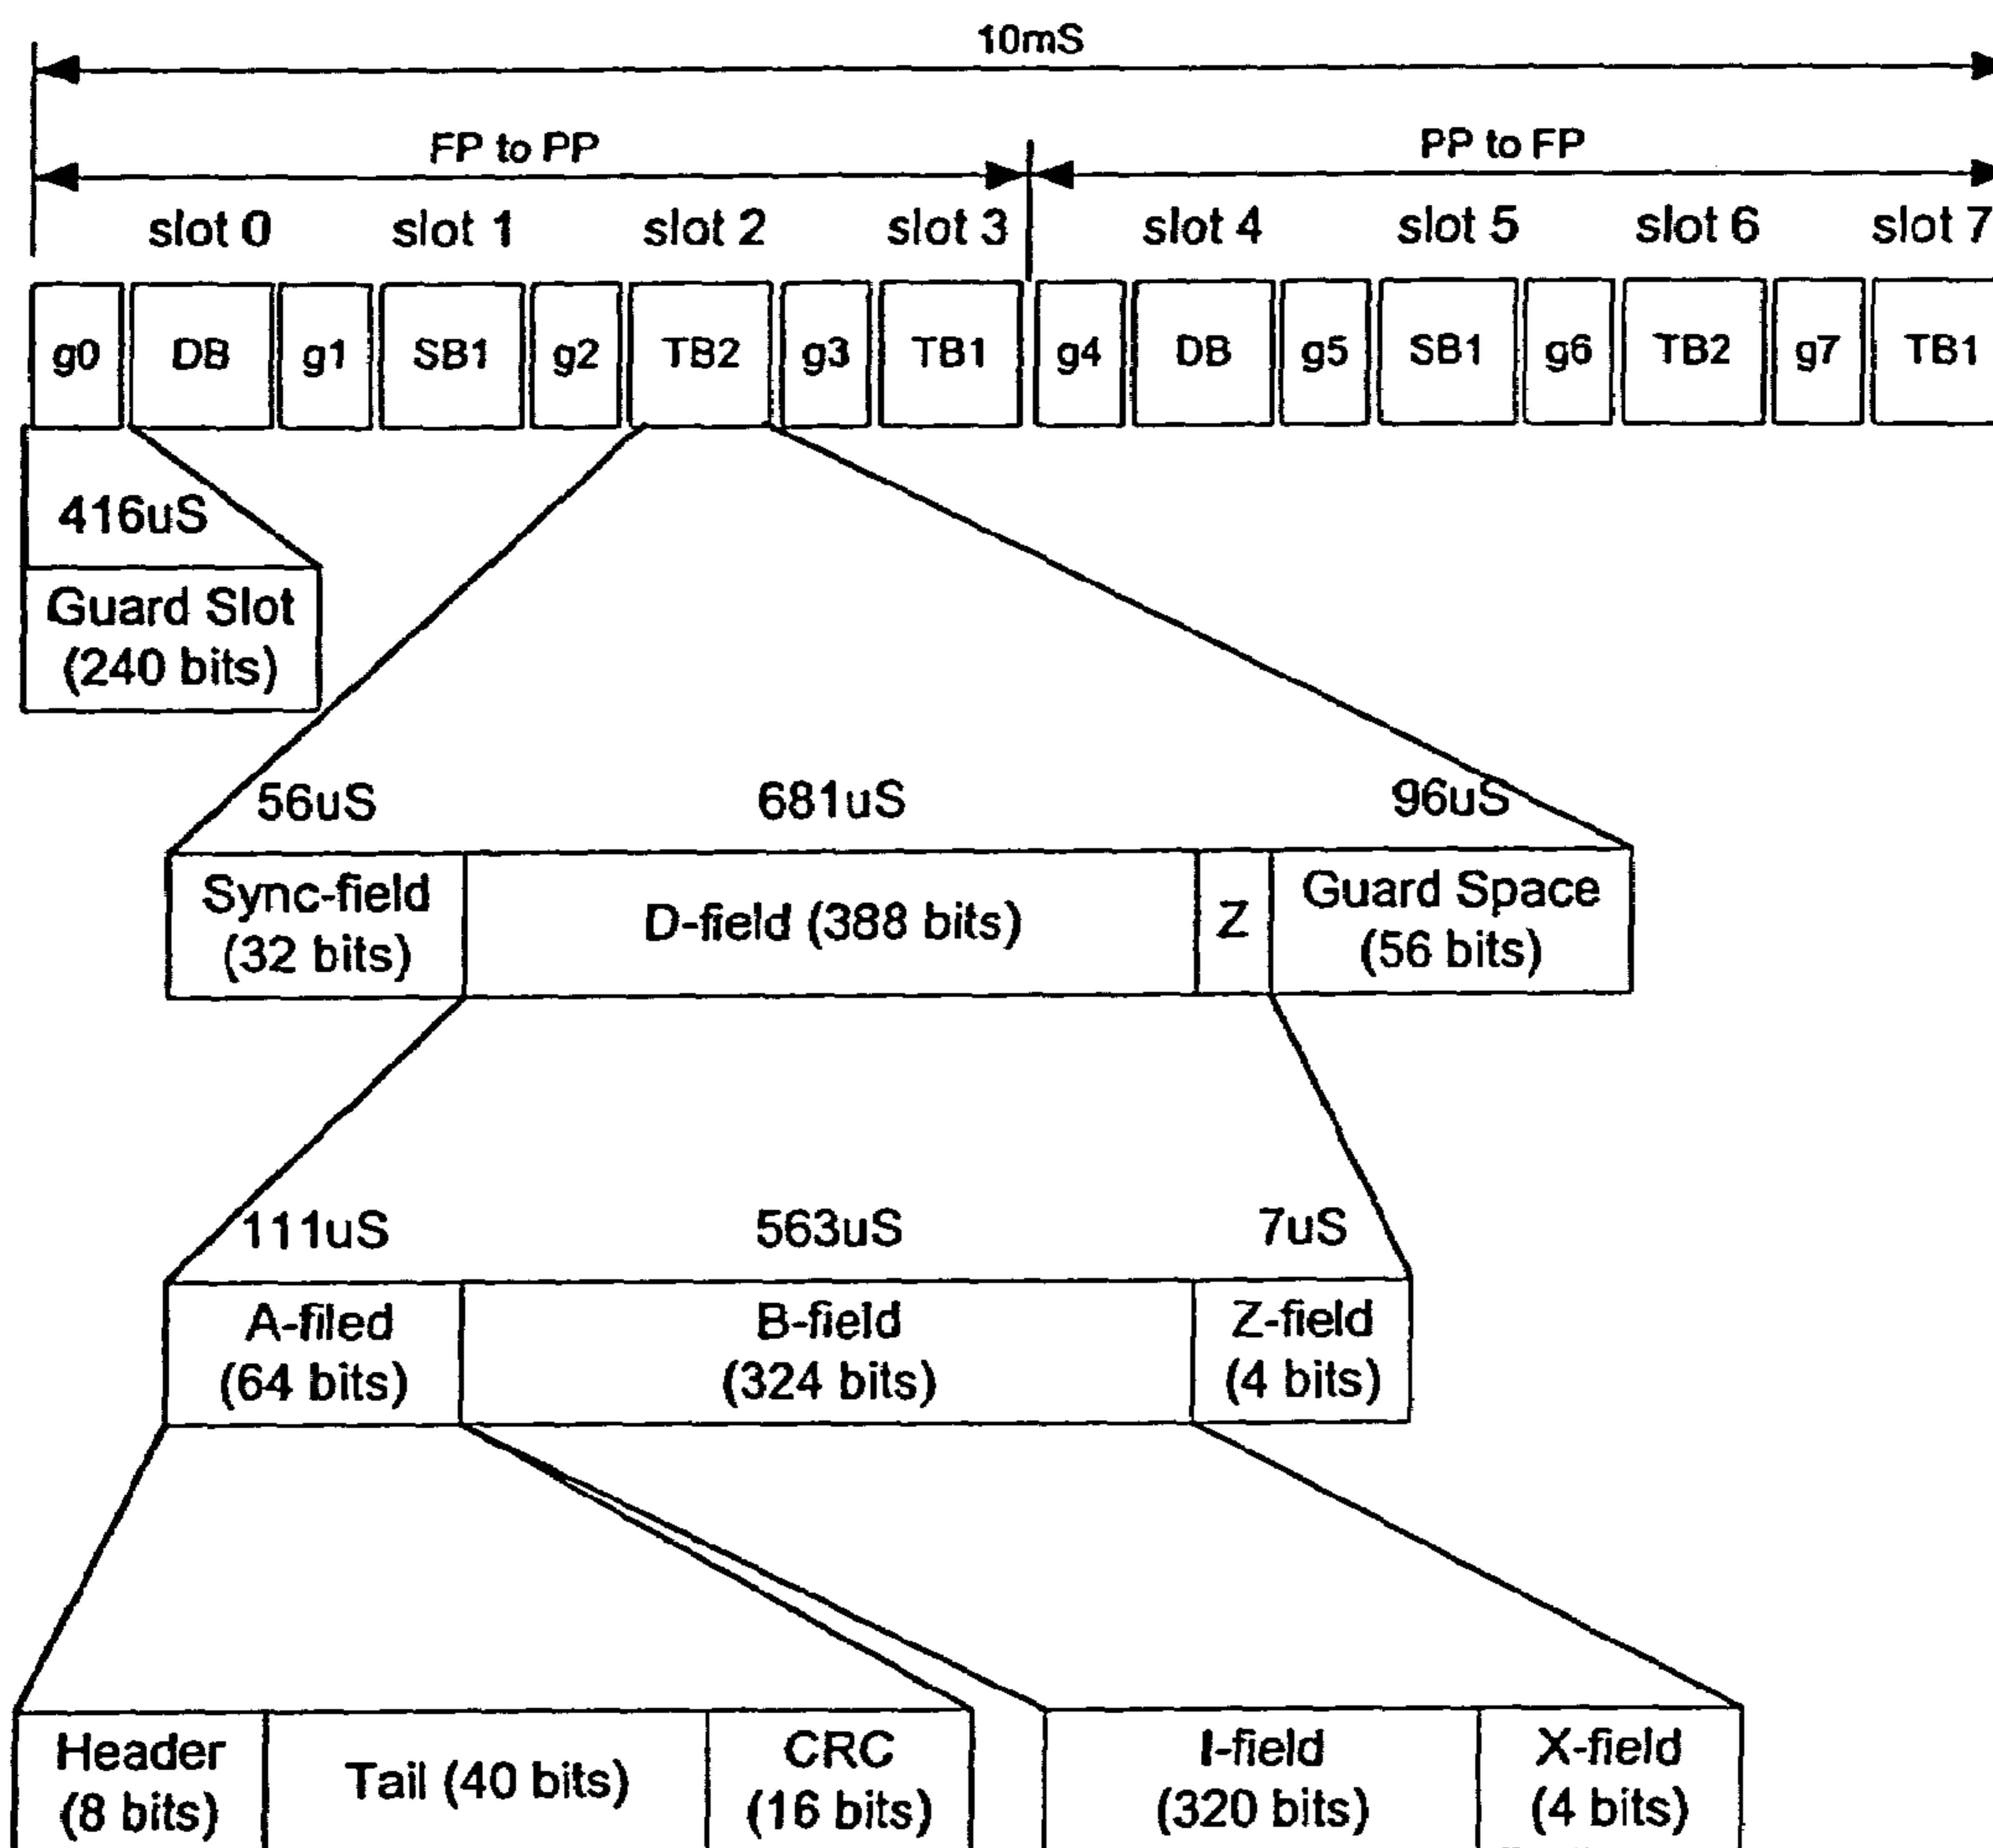 10mS
FP to PP PP to FP
slot 0 slot 1 slot 2 slot 3 slot 4 slot 5 slot 6 slot 7
g0 DB g1 SB1 g2 TB2 g3 TB1 g4 DB g5 SB1 g6 TB2 g7 TB1
416uS
Guard Slot
(240 bits)
56uS 681uS 96uS
Sync-field
(32 bits)
D-field (388 bits)
Z
Guard Space
(56 bits)
111uS 563uS 7uS
A-filed
(64 bits)
B-field
(324 bits)
Z-field
(4 bits)
Header
(8 bits)
Tail (40 bits)
CRC
(16 bits)
I-field
(320 bits)
X-field
(4 bits)